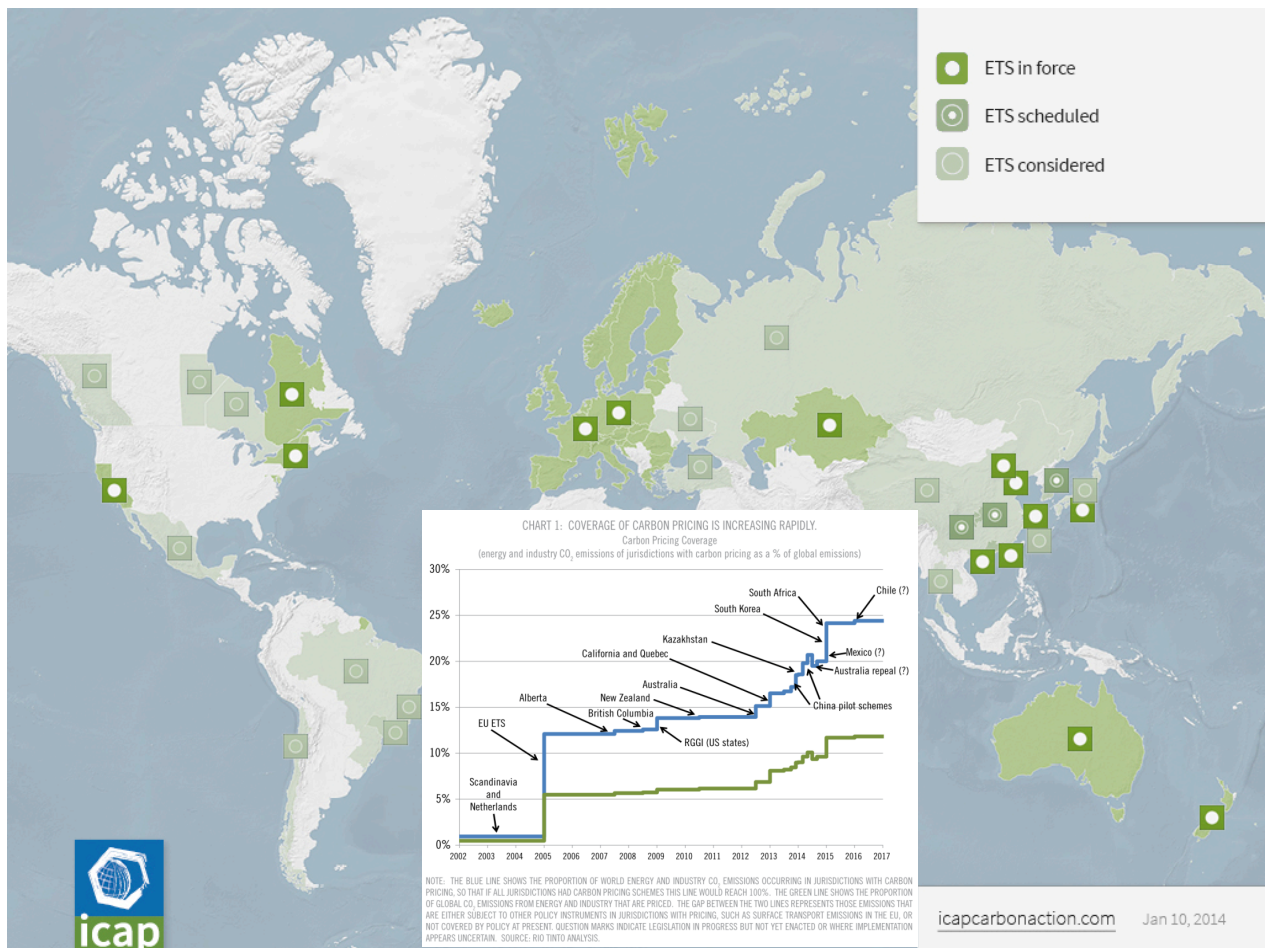 ETS in force
ETS scheduled
ETS considered
CHART 1: COVERAGE OF CARBON PRICING IS INCREASING RAPIDLY.
Carbon Pricing Coverage
(energy and industry CO2 emissions of jurisdictions with carbon pricing as a % of global emissions)
30%
25%
20%
15%
10%
5%
0%
Scandinavia
and
Netherlands
EU ETS
Alberta
British Columbia
New Zealand
RGGI (US states)
Australia
California and Quebec
Kazakhstan
South Korea
South Africa
Chile (?)
Mexico (?)
Australia repeal (?)
China pilot schemes
2002 2003 2004 2005 2006 2007 2008 2009 2010 2011 2012 2013 2014 2015 2016 2017
NOTE: THE BLUE LINE SHOWS THE PROPORTION OF WORLD ENERGY AND INDUSTRY CO2 EMISSIONS OCCURRING IN JURISDICTIONS WITH CARBON
PRICING, SO THAT IF ALL JURISDICTIONS HAD CARBON PRICING SCHEMES THIS LINE WOULD REACH 100%. THE GREEN LINE SHOWS THE PROPORTION
OF GLOBAL CO2 EMISSIONS FROM ENERGY AND INDUSTRY THAT ARE PRICED. THE GAP BETWEEN THE TWO LINES REPRESENTS THOSE EMISSIONS THAT
ARE EITHER SUBJECT TO OTHER POLICY INSTRUMENTS IN JURISDICTIONS WITH PRICING, SUCH AS SURFACE TRANSPORT EMISSIONS IN THE EU, OR
NOT COVERED BY POLICY AT PRESENT. QUESTION MARKS INDICATE LEGISLATION IN PROGRESS BUT NOT YET ENACTED OR WHERE IMPLEMENTATION
APPEARS UNCERTAIN. SOURCE: RIO TINTO ANALYSIS.
icap
icapcarbonaction.com
Jan 10, 2014